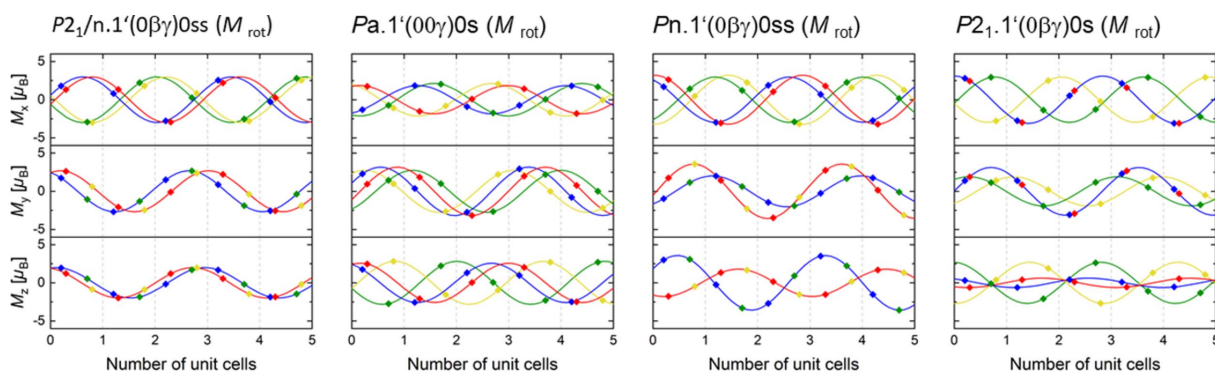 P2₁/n.1‘(0βγ)0ss (M rot) Pa.1‘(00γ)0s (M rot) Pn.1‘(0βγ)0ss (M rot) P2₁.1‘(0βγ)0s (M rot)
Mx [μB]
5
0
-5
My [μB]
5
0
-5
Mz [μB]
5
0
-5
0 1 2 3 4 5 0 1 2 3 4 5 0 1 2 3 4 5 0 1 2 3 4 5
Number of unit cells Number of unit cells Number of unit cells Number of unit cells